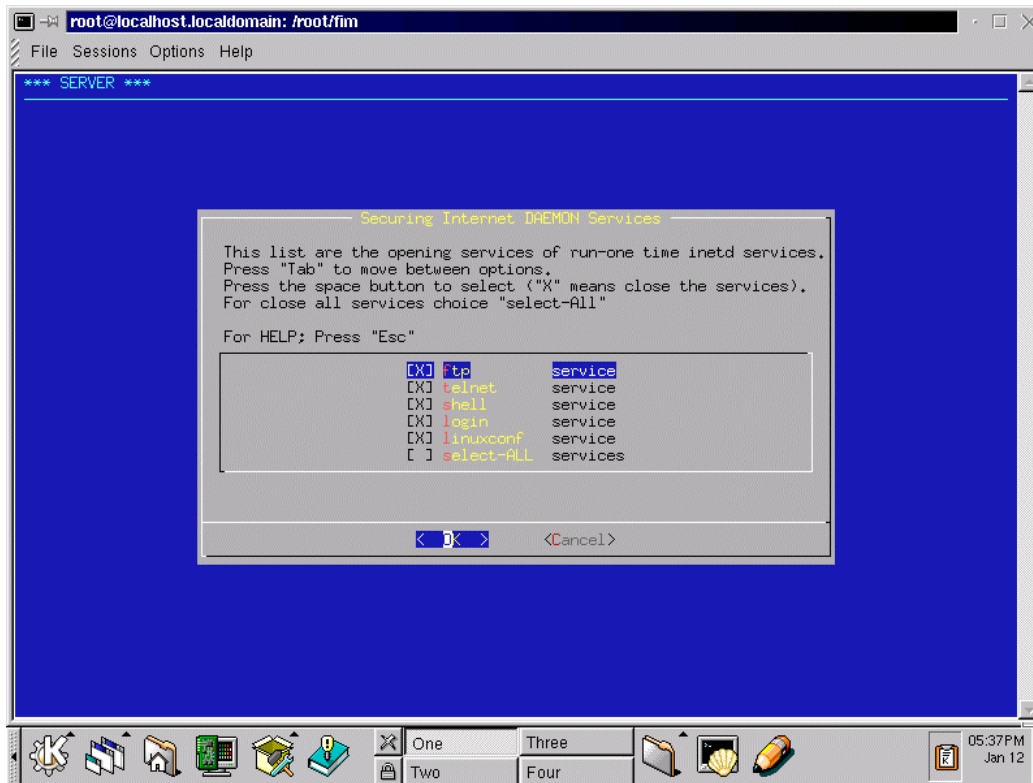 root@localhost.localdomain: /root/fim
File Sessions Options Help
*** SERVER ***
Securing Internet DAEMON Services
This list are the opening services of run-one time inetd services.
Press "Tab" to move between options.
Press the space button to select ("X" means close the services).
For close all services choice "select-All"
For HELP; Press "Esc"
[X] ftp service
[X] telnet service
[X] shell service
[X] login service
[X] linuxconf service
[ ] select-ALL services
< OK > <Cancel>
One Three
Two Four
05:37PM
Jan 12